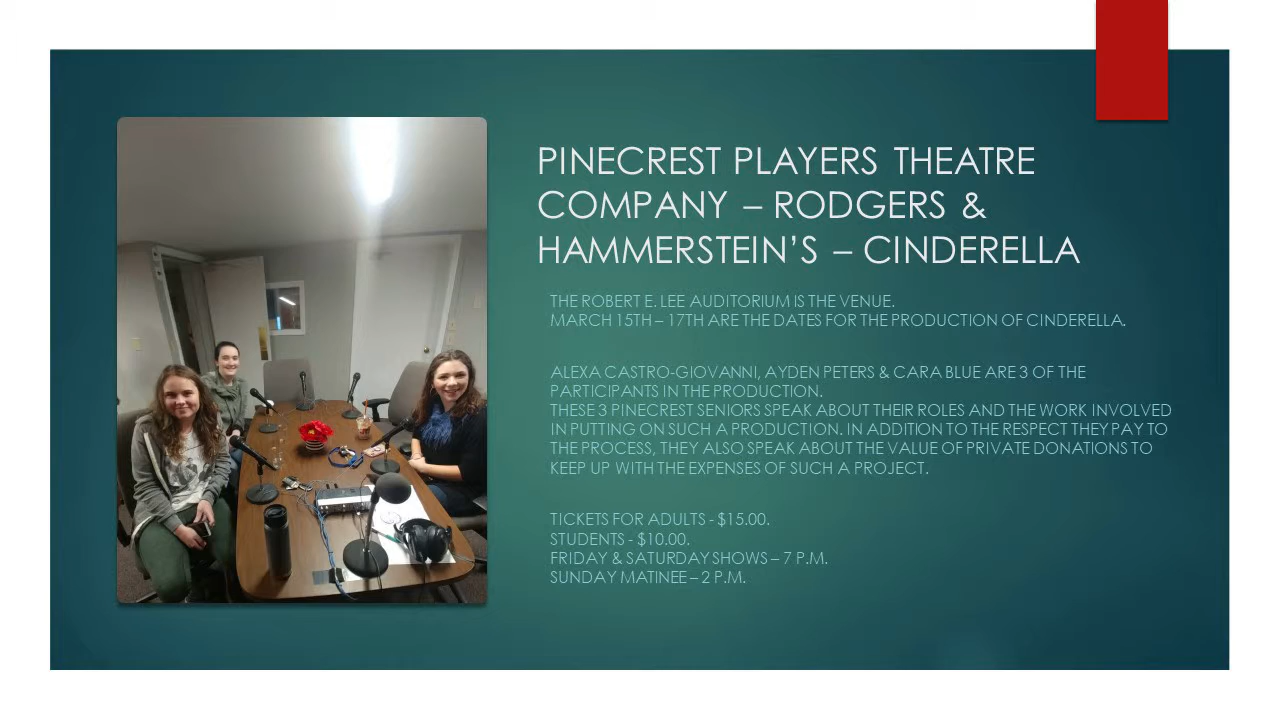 PINECREST PLAYERS THEATRE
COMPANY – RODGERS &
HAMMERSTEIN'S – CINDERELLA
THE ROBERT E. LEE AUDITORIUM IS THE VENUE.
MARCH 15TH – 17TH ARE THE DATES FOR THE PRODUCTION OF CINDERELLA.
ALEXA CASTRO-GIOVANNI, AYDEN PETERS & CARA BLUE ARE 3 OF THE
PARTICIPANTS IN THE PRODUCTION.
THESE 3 PINECREST SENIORS SPEAK ABOUT THEIR ROLES AND THE WORK INVOLVED
IN PUTTING ON SUCH A PRODUCTION. IN ADDITION TO THE RESPECT THEY PAY TO
THE PROCESS, THEY ALSO SPEAK ABOUT THE VALUE OF PRIVATE DONATIONS TO
KEEP UP WITH THE EXPENSES OF SUCH A PROJECT.
TICKETS FOR ADULTS - $15.00.
STUDENTS - $10.00.
FRIDAY & SATURDAY SHOWS – 7 P.M.
SUNDAY MATINEE – 2 P.M.